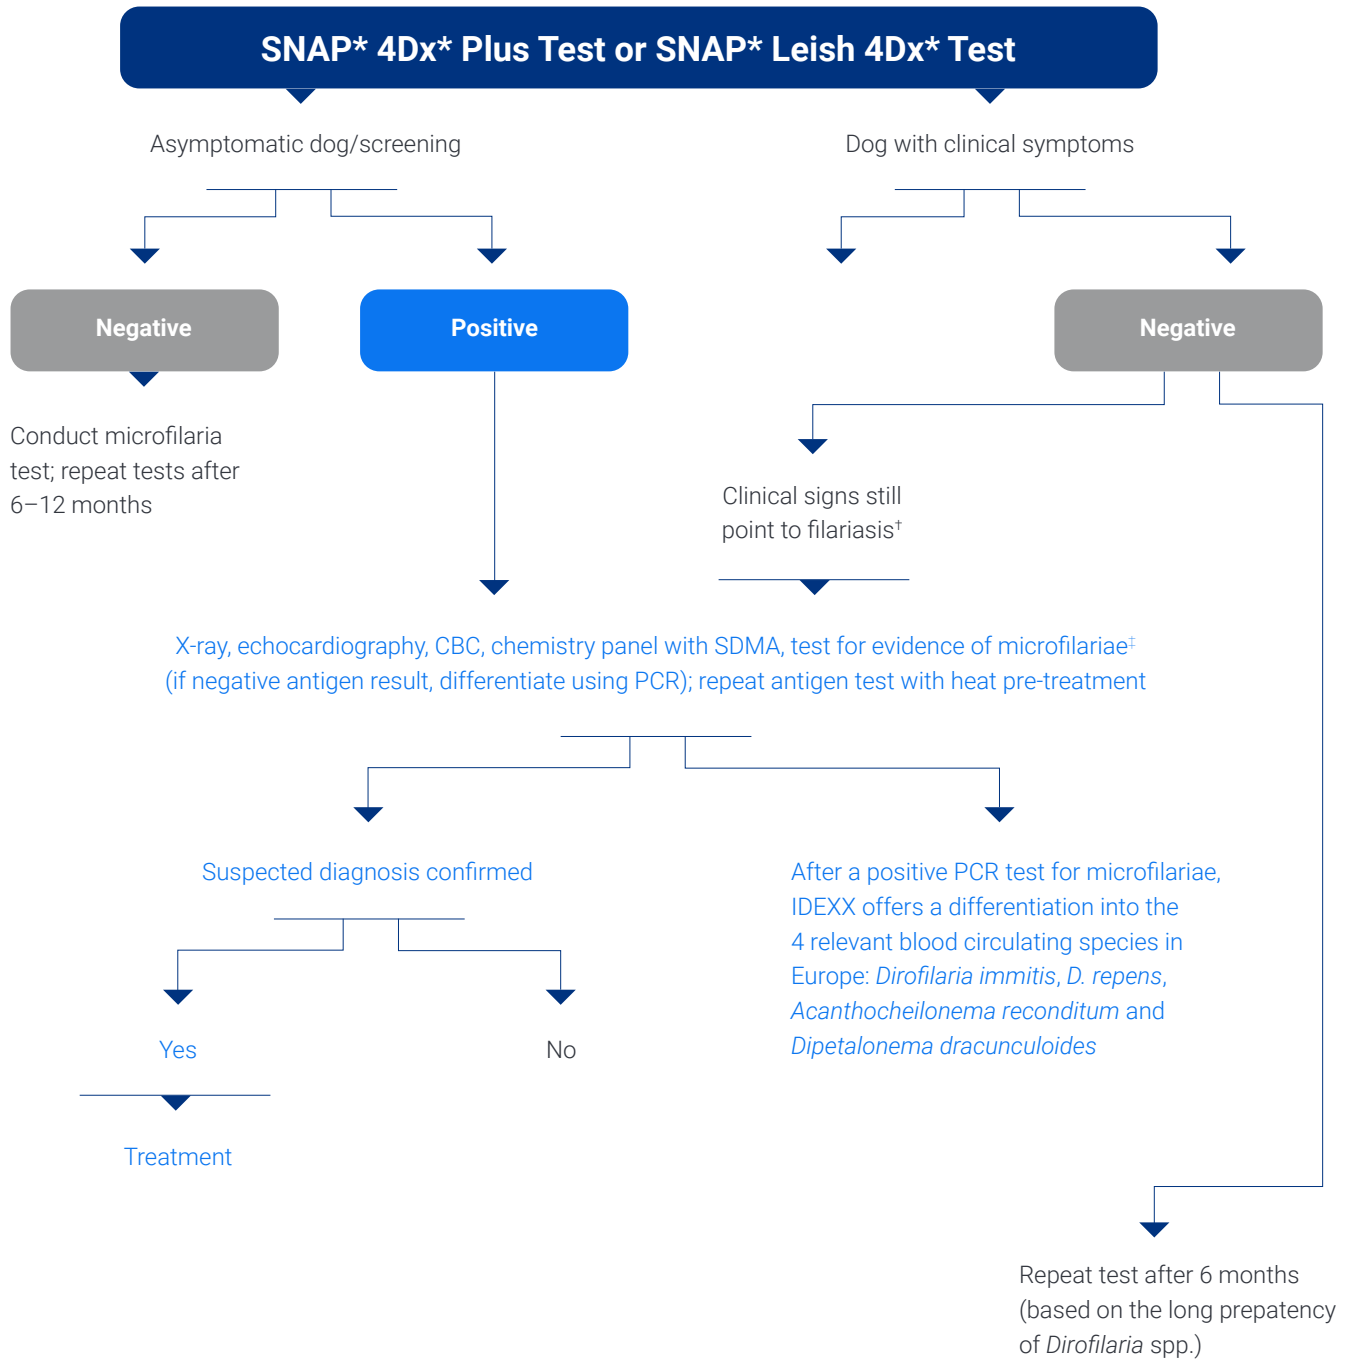 SNAP* 4Dx* Plus Test or SNAP* Leish 4Dx* Test
Asymptomatic dog/screening
Dog with clinical symptoms
Negative
Positive
Negative
Conduct microfilaria
test; repeat tests after
6–12 months
Clinical signs still
point to filariasis†
X-ray, echocardiography, CBC, chemistry panel with SDMA, test for evidence of microfilariae‡
(if negative antigen result, differentiate using PCR); repeat antigen test with heat pre-treatment
Suspected diagnosis confirmed
After a positive PCR test for microfilariae,
IDEXX offers a differentiation into the
4 relevant blood circulating species in
Europe: Dirofilaria immitis, D. repens,
Acanthocheilonema reconditum and
Dipetalonema dracunculoides
Yes
No
Treatment
Repeat test after 6 months
(based on the long prepatency
of Dirofilaria spp.)